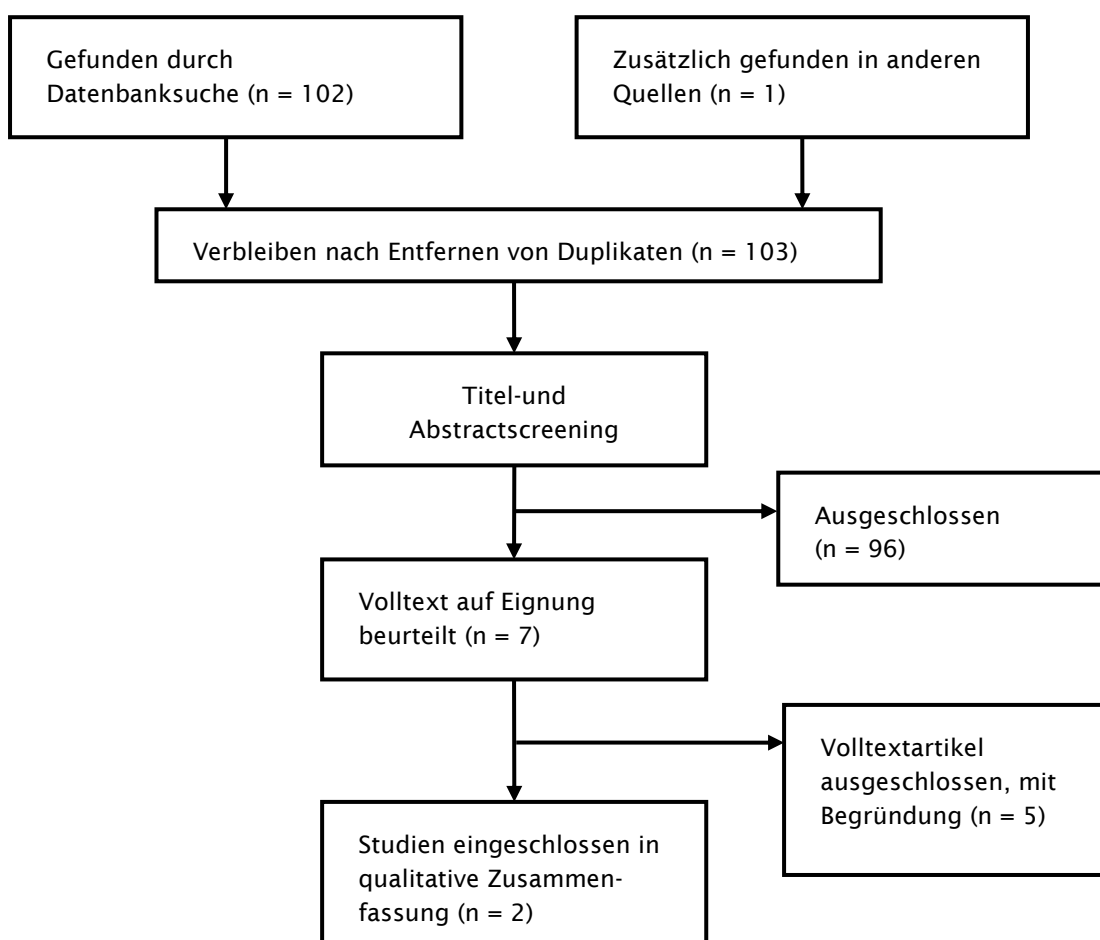 Gefunden durch
Datenbanksuche (n = 102)
Zusätzlich gefunden in anderen
Quellen (n = 1)
Verbleiben nach Entfernen von Duplikaten (n = 103)
Titel-und
Abstractscreening
Ausgeschlossen
(n = 96)
Volltext auf Eignung
beurteilt (n = 7)
Volltextartikel
ausgeschlossen, mit
Begründung (n = 5)
Studien eingeschlossen in
qualitative Zusammen-
fassung (n = 2)